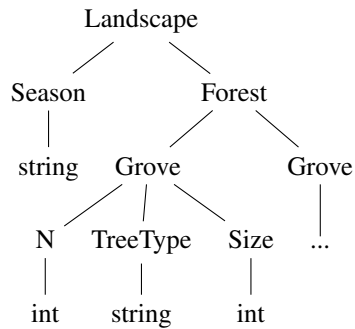 Landscape
Season Forest
string Grove Grove
N TreeType Size ...
int string int